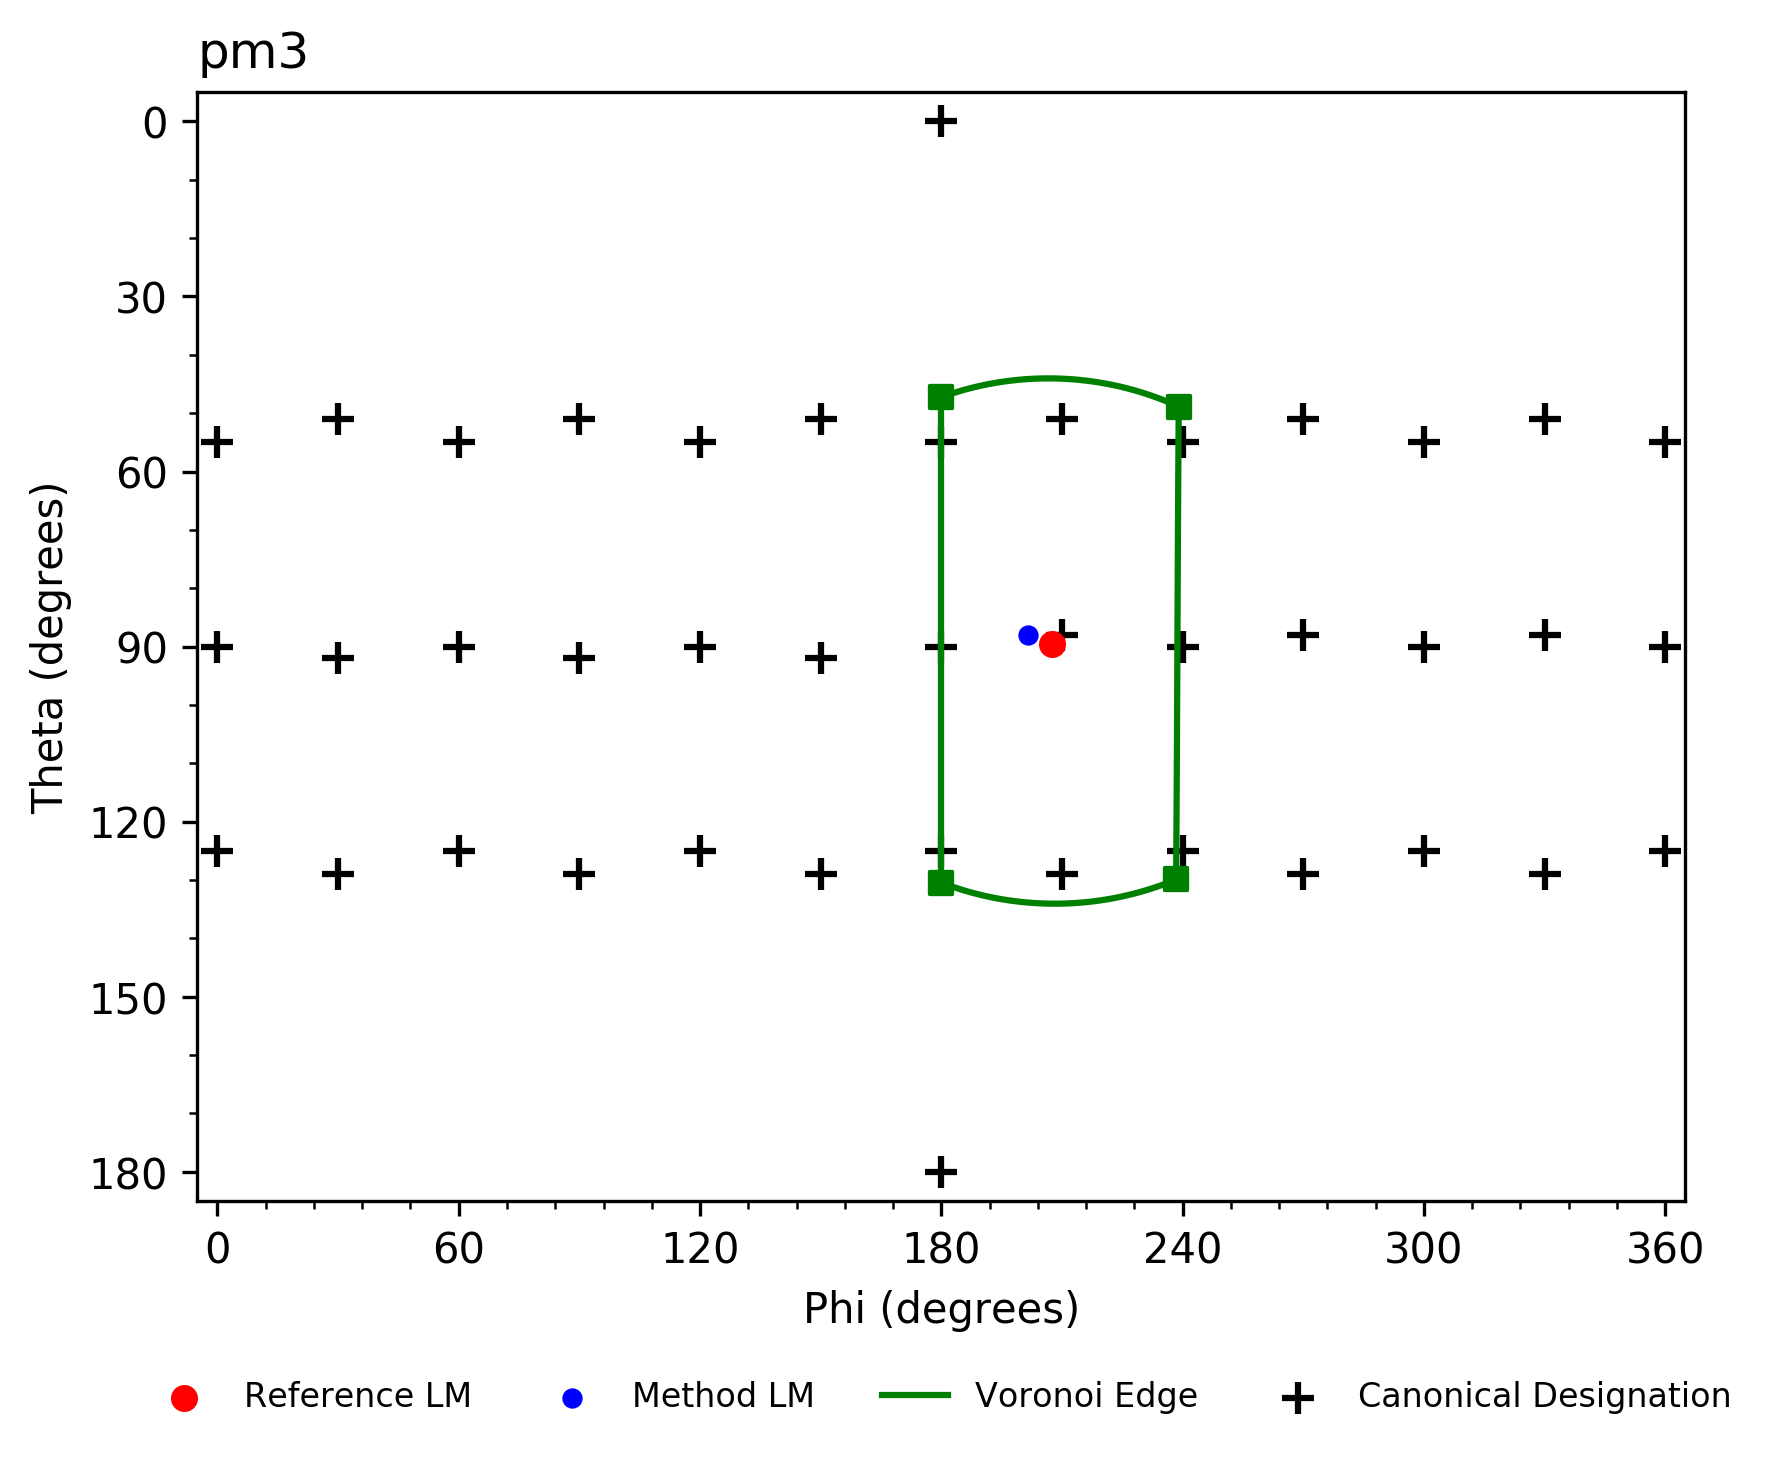 pm3
0
30
60
90
120
150
180
Theta (degrees)
0 60 120 180 240 300 360
Phi (degrees)
Reference LM Method LM Voronoi Edge Canonical Designation